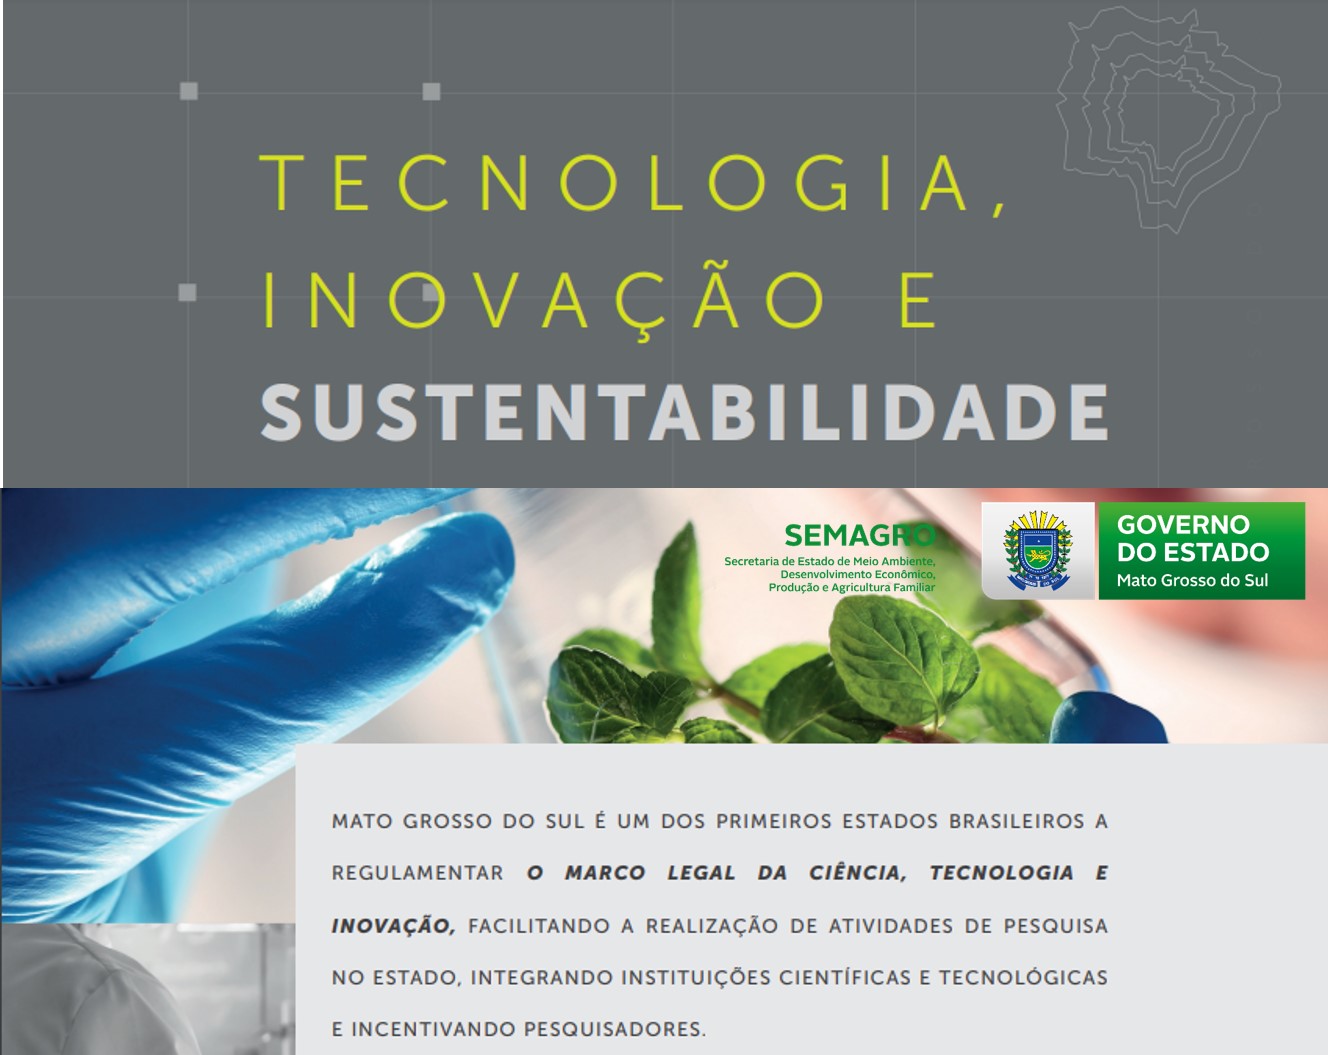 TECNOLOGIA,
INOVAÇÃO E
SUSTENTABILIDADE
SEMAGRO
Secretaria de Estado de Meio Ambiente,
Desenvolvimento Econômico,
Produção e Agricultura Familiar
GOVERNO
DO ESTADO
Mato Grosso do Sul
MATO GROSSO DO SUL É UM DOS PRIMEIROS ESTADOS BRASILEIROS A
REGULAMENTAR O MARCO LEGAL DA CIÊNCIA, TECNOLOGIA E
INOVAÇÃO, FACILITANDO A REALIZAÇÃO DE ATIVIDADES DE PESQUISA
NO ESTADO, INTEGRANDO INSTITUIÇÕES CIENTÍFICAS E TECNOLÓGICAS
E INCENTIVANDO PESQUISADORES.